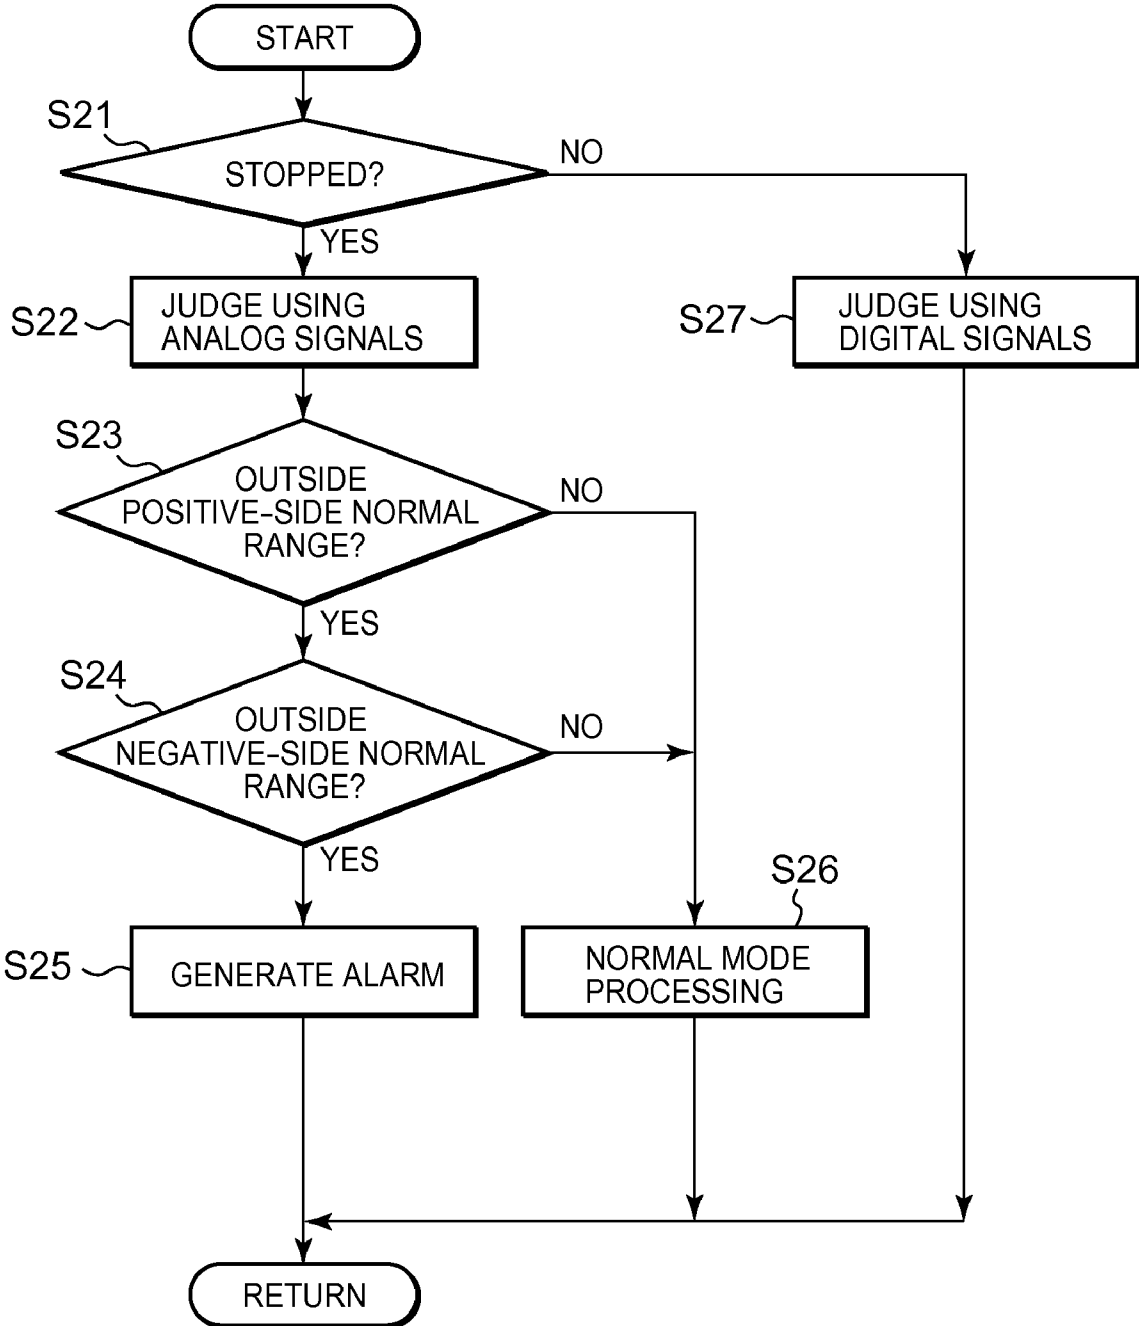 START
S21
STOPPED?
NO
YES
S22
JUDGE USING
ANALOG SIGNALS
S27
JUDGE USING
DIGITAL SIGNALS
S23
OUTSIDE
POSITIVE-SIDE NORMAL
RANGE?
NO
YES
S24
OUTSIDE
NEGATIVE-SIDE NORMAL
RANGE?
NO
YES
S25
GENERATE ALARM
S26
NORMAL MODE
PROCESSING
RETURN